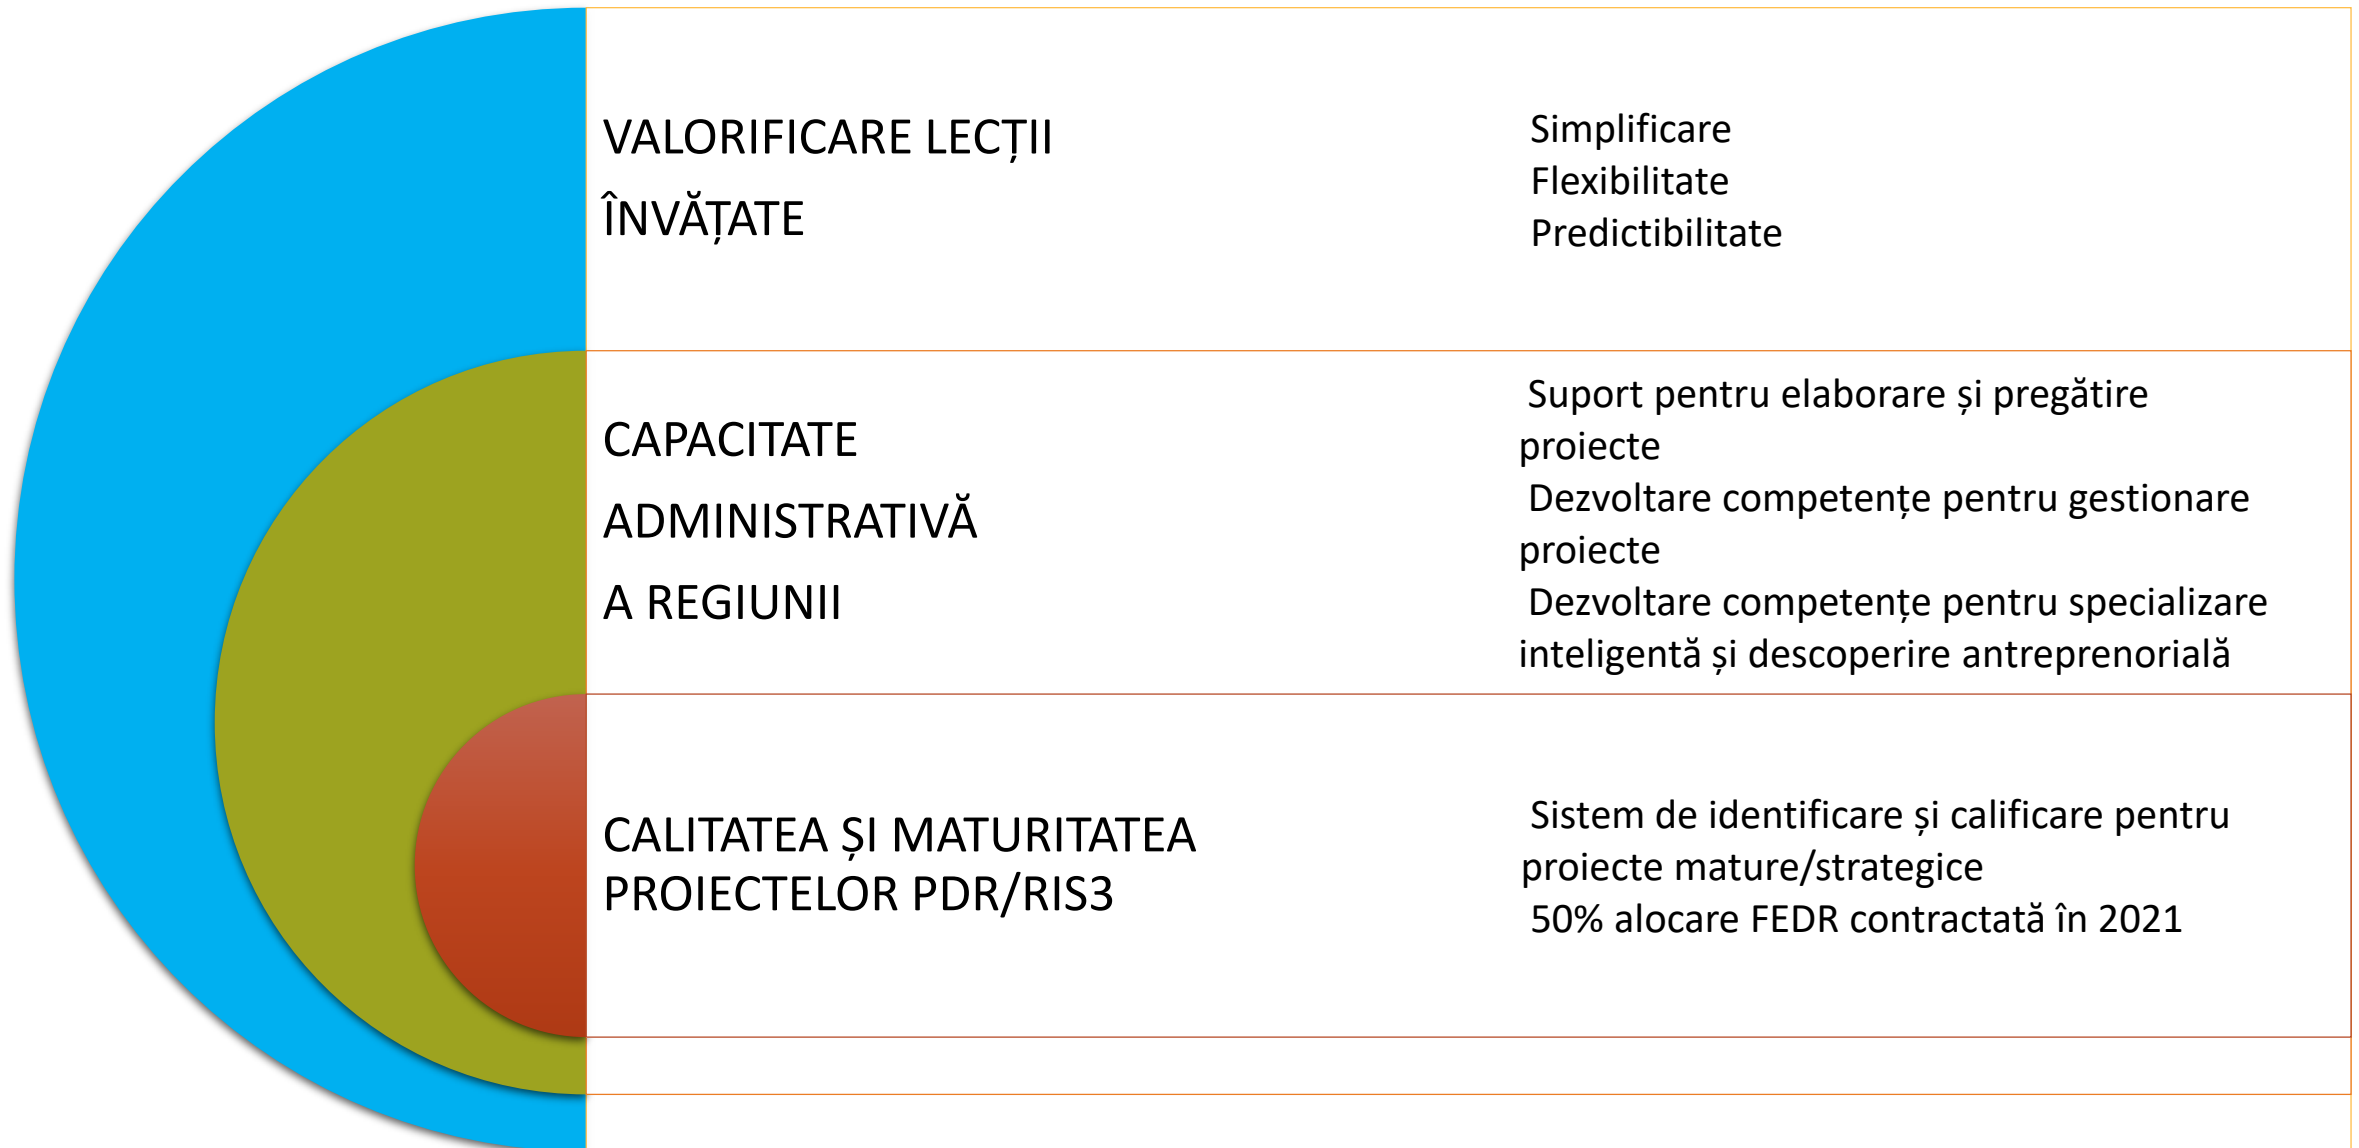 VALORIFICARE LECȚII
ÎNVĂȚATE
Simplificare
Flexibilitate
Predictibilitate
CAPACITATE
ADMINISTRATIVĂ
A REGIUNII
Suport pentru elaborare și pregătire
proiecte
Dezvoltare competențe pentru gestionare
proiecte
Dezvoltare competențe pentru specializare
inteligentă și descoperire antreprenorială
CALITATEA ȘI MATURITATEA
PROIECTELOR PDR/RIS3
Sistem de identificare și calificare pentru
proiecte mature/strategice
50% alocare FEDR contractată în 2021